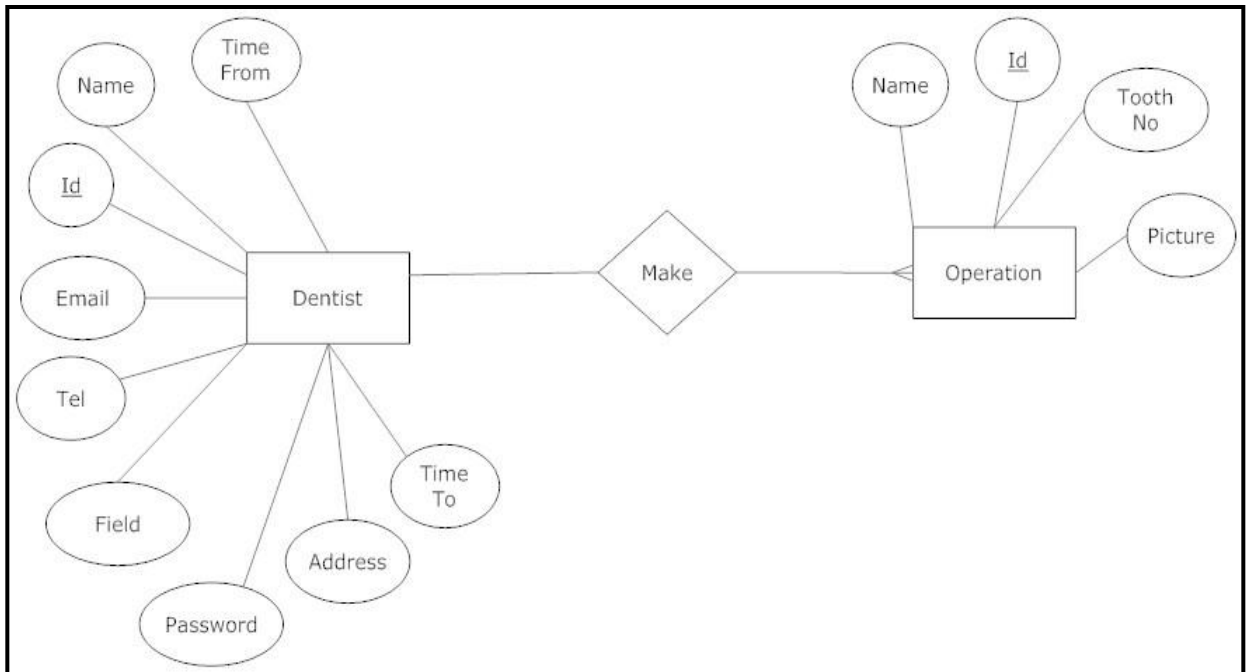 Time
From
Name
Id
Email
Tel
Field
Password
Address
Time
To
Dentist
Make
Name
Id
Tooth
No
Picture
Operation